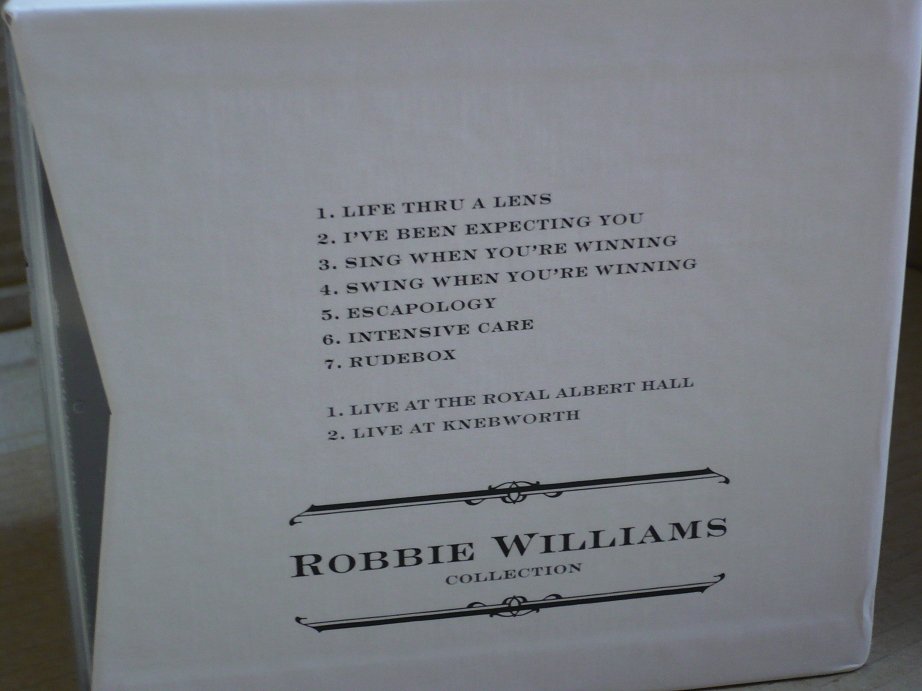 1. LIFE THRU A LENS
2. I'VE BEEN EXPECTING YOU
3. SING WHEN YOU'RE WINNING
4. SWING WHEN YOU'RE WINNING
5. ESCAPOLOGY
6. INTENSIVE CARE
7. RUDEBOX
1. LIVE AT THE ROYAL ALBERT HALL
2. LIVE AT KNEBWORTH
ROBBIE WILLIAMS
COLLECTION